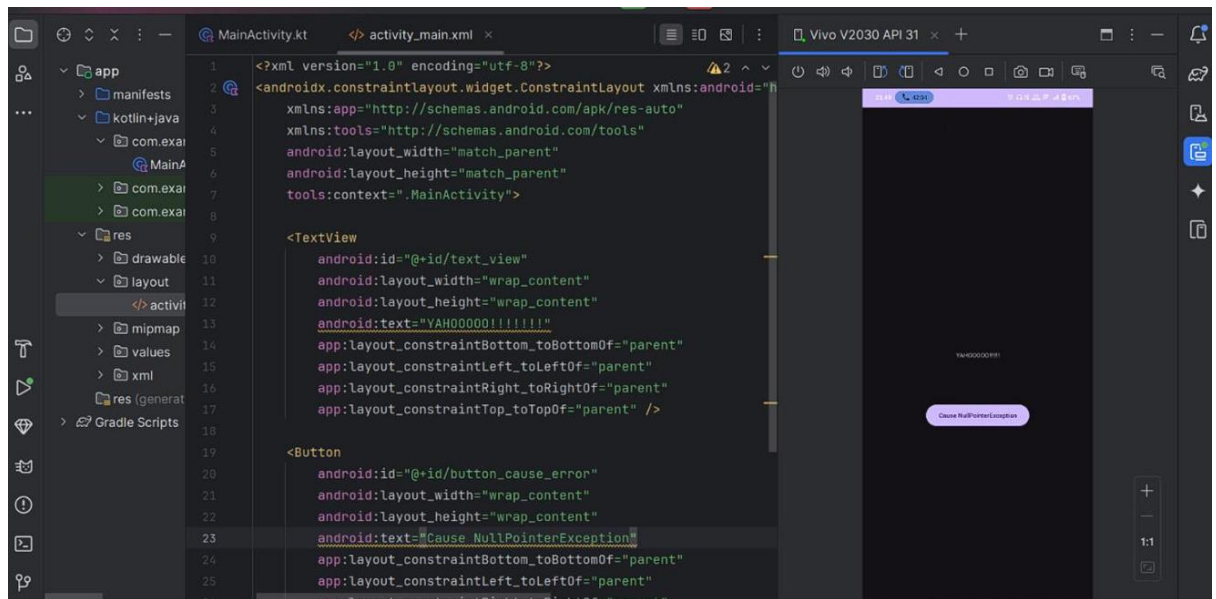 MainActivity.kt
activity_main.xml
Vivo V2030 API 31
app
manifests
kotlin+java
com.exar
MainA
com.exar
com.exar
res
drawable
layout
activit
mipmap
values
xml
res (generat
Gradle Scripts
2
1 <?xml version="1.0" encoding="utf-8"?>
2 <androidx.constraintlayout.widget.ConstraintLayout xmlns:android="h
3 xmlns:app="http://schemas.android.com/apk/res-auto"
4 xmlns:tools="http://schemas.android.com/tools"
5 android:layout_width="match_parent"
6 android:layout_height="match_parent"
7 tools:context=".MainActivity">
8
9 <TextView
10 android:id="@+id/text_view"
11 android:layout_width="wrap_content"
12 android:layout_height="wrap_content"
13 android:text="YAHOOOOO!!!!!!!"
14 app:layout_constraintBottom_toBottomOf="parent"
15 app:layout_constraintLeft_toLeftOf="parent"
16 app:layout_constraintRight_toRightOf="parent"
17 app:layout_constraintTop_toTopOf="parent" />
18
19 <Button
20 android:id="@+id/button_cause_error"
21 android:layout_width="wrap_content"
22 android:layout_height="wrap_content"
23 android:text="Cause NullPointerException"
24 app:layout_constraintBottom_toBottomOf="parent"
25 app:layout_constraintLeft_toLeftOf="parent"
YAHOOOOO!!!!!!!
Cause NullPointerException
1:1